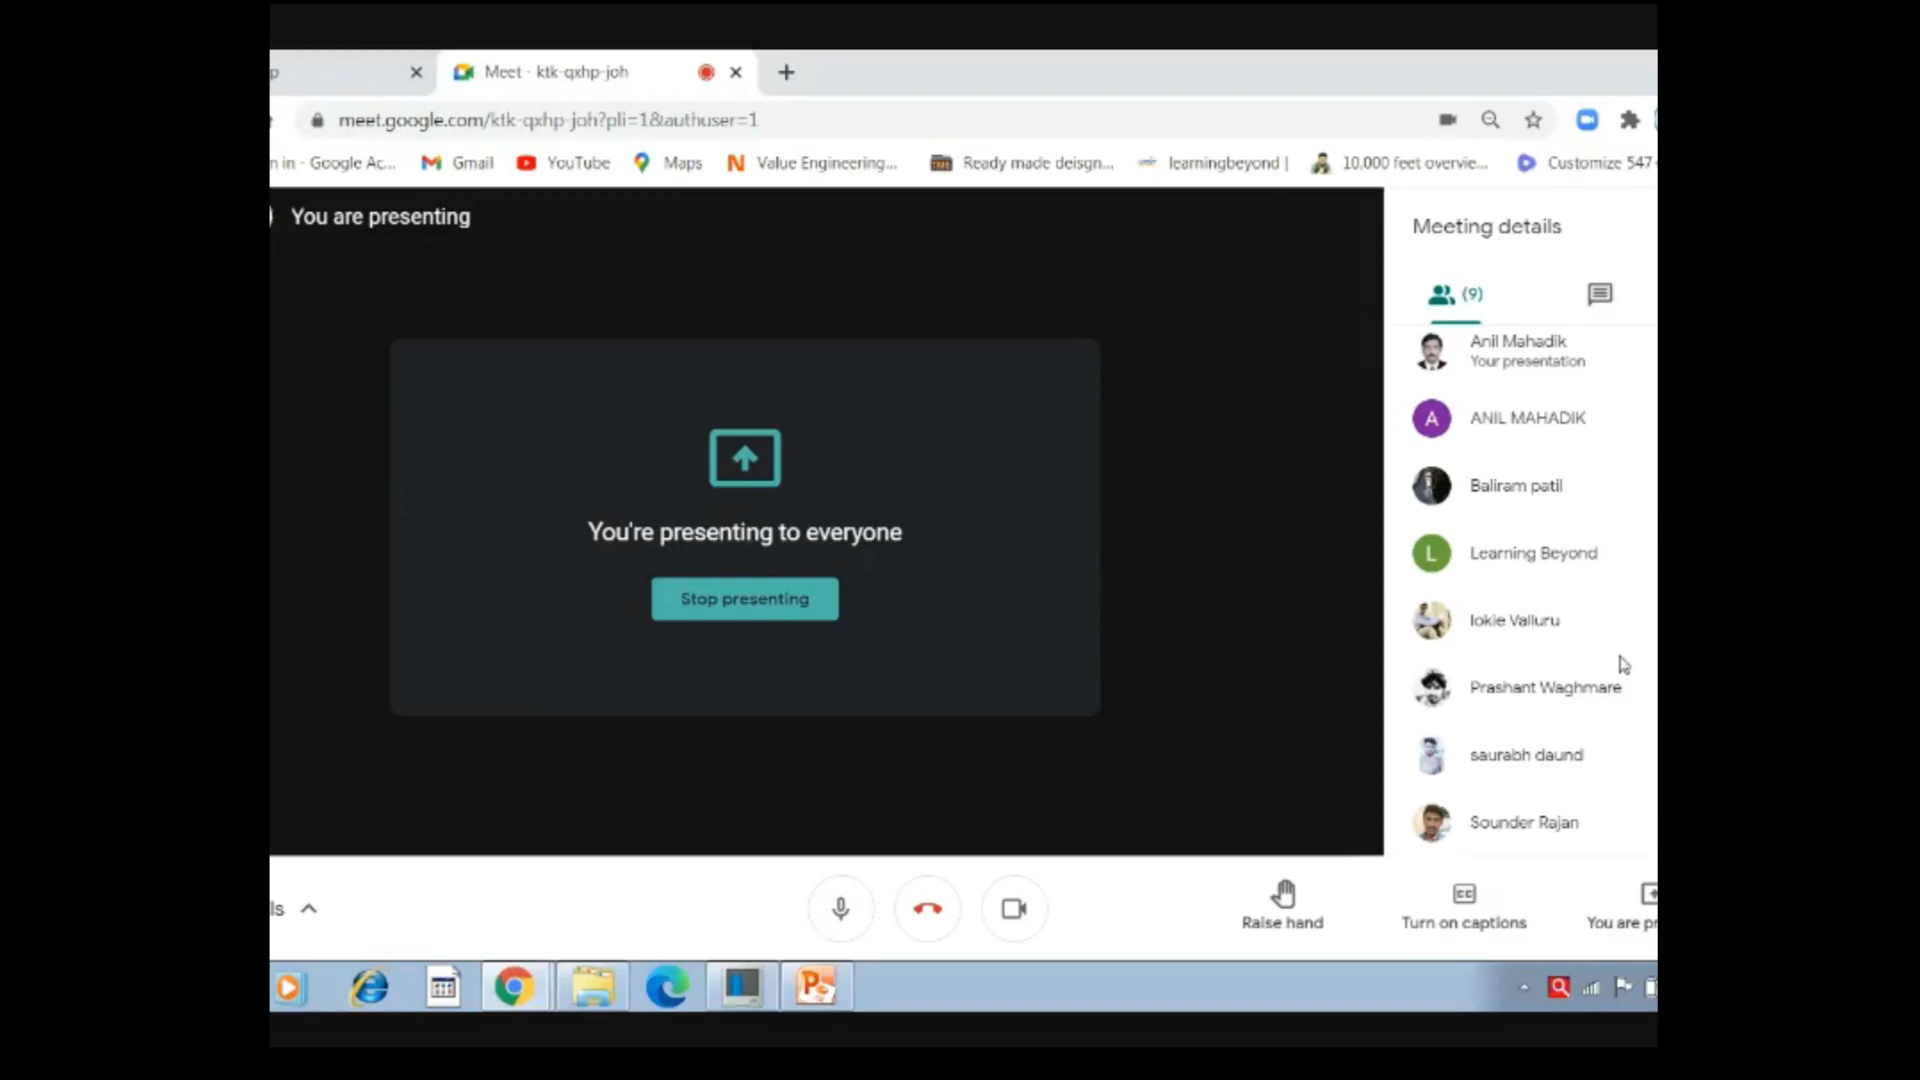 p
Meet - ktk-qxhp-joh
meet.google.com/ktk-qxhp-joh?pli=1&authuser=1
n in - Google Ac...
Gmail
YouTube
Maps
Value Engineering...
Ready made deisgn...
learningbeyond |
10,000 feet overvie...
Customize 547
You are presenting
Meeting details
(9)
Anil Mahadik
Your presentation
A
ANIL MAHADIK
Baliram patil
You're presenting to everyone
L
Learning Beyond
Stop presenting
lokie Valluru
Prashant Waghmare
saurabh daund
Sounder Rajan
ls
Raise hand
CC
Turn on captions
You are pr